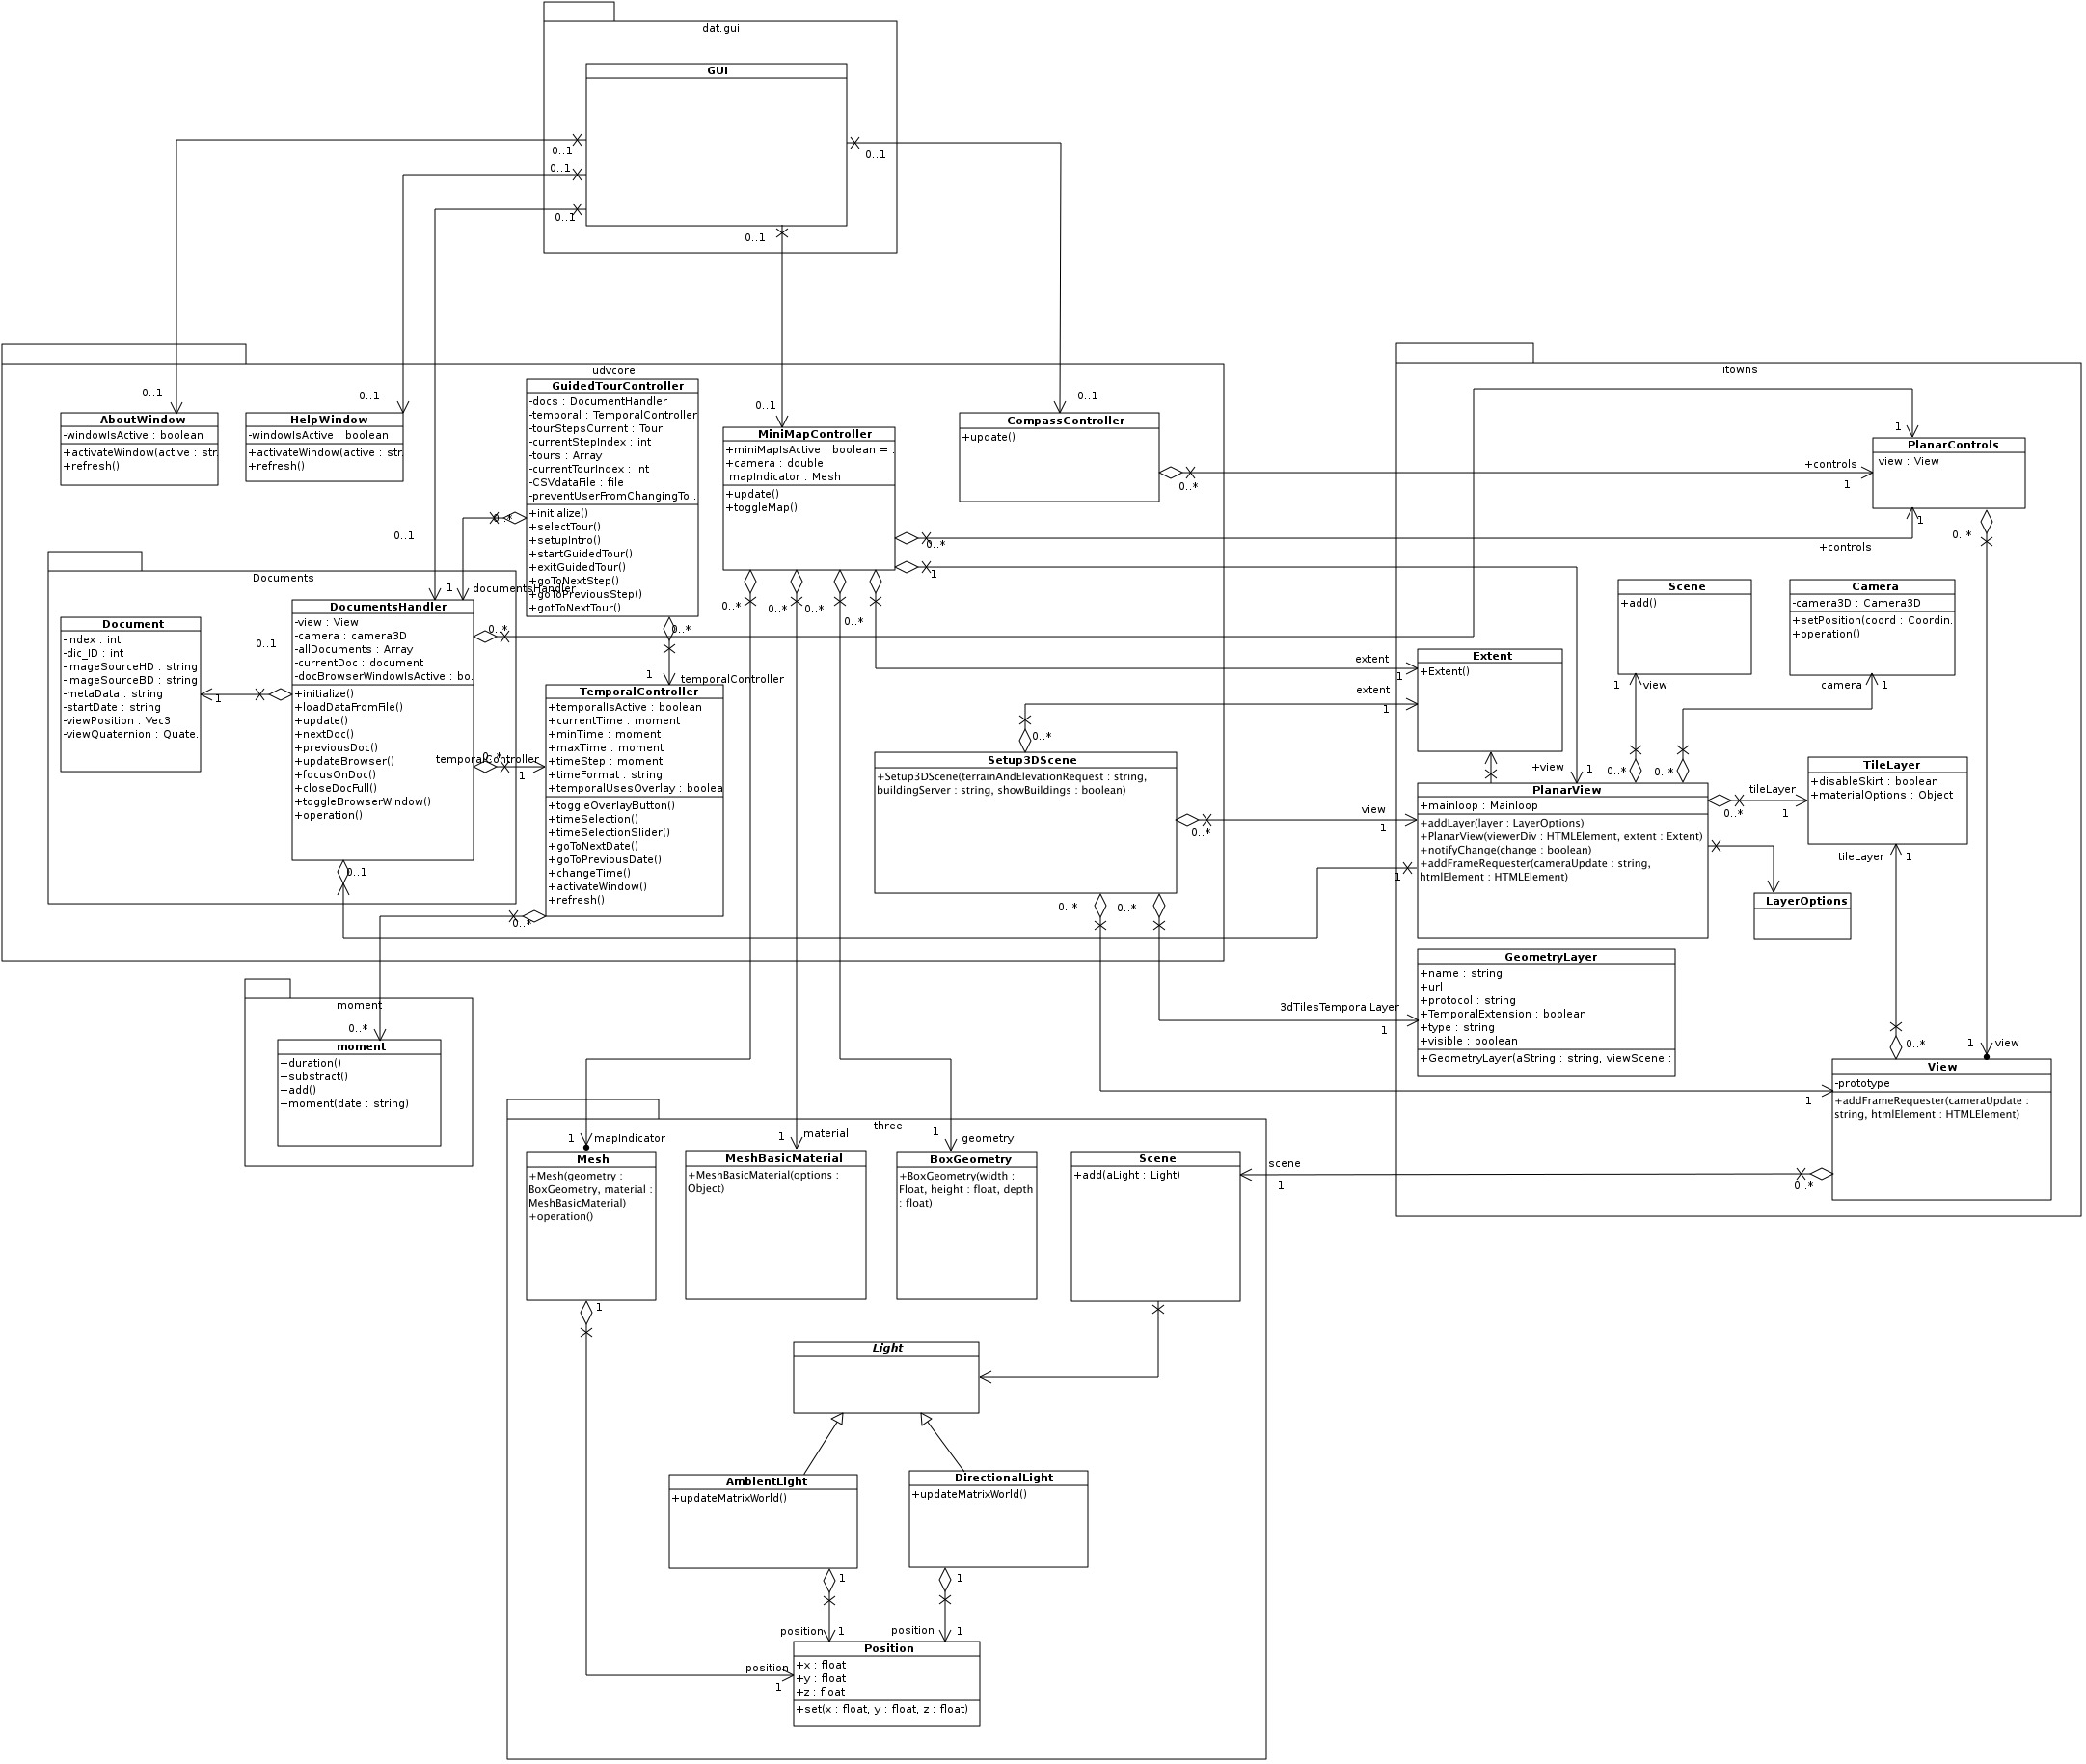 dat.gui
GUI
0..1
0..1
0..1
0..1
0..1
udvcore
0..1
AboutWindow
-windowIsActive : boolean
+activateWindow(active : str.
+refresh()
0..1
HelpWindow
-windowIsActive : boolean
+activateWindow(active : str.
+refresh()
GuidedTourController
-docs : DocumentHandler
-temporal : TemporalController
-tourStepsCurrent : Tour
-currentStepIndex : int
-tours : Array
-currentTourIndex : int
-CSVdataFile : file
-preventUserFromChangingTo..
+initialize()
+selectTour()
+setupIntro()
+startGuidedTour()
+exitGuidedTour()
+goToNextStep()
+goToPreviousStep()
+gotToNextTour()
0..*
0..*
0..1
MiniMapController
+miniMapIsActive : boolean = .
+camera : double
mapIndicator : Mesh
+update()
+toggleMap()
0..*
1
0..*
0..*
0..*
0..*
0..1
CompassController
+update()
0..*
Documents
0..1
1
documentsHandler
DocumentsHandler
-view : View
-camera : camera3D
-allDocuments : Array
-currentDoc : document
-docBrowserWindowIsActive : bo.
+initialize()
+loadDataFromFile()
+update()
+nextDoc()
+previousDoc()
+updateBrowser()
+focusOnDoc()
+closeDocFull()
+toggleBrowserWindow()
+operation()
0..*
0..*
0..1
Document
-index : int
-dic_ID : int
-imageSourceHD : string
-imageSourceBD : string
-metaData : string
-startDate : string
-viewPosition : Vec3
-viewQuaternion : Quate.
0..1
1
temporalController
1
1
temporalController
TemporalController
+temporalIsActive : boolean
+currentTime : moment
+minTime : moment
+maxTime : moment
+timeStep : moment
+timeFormat : string
+temporalUsesOverlay : boolea
+toggleOverlayButton()
+timeSelection()
+timeSelectionSlider()
+goToNextDate()
+goToPreviousDate()
+changeTime()
+activateWindow()
+refresh()
0..*
0..*
Setup3DScene
+Setup3DScene(terrainAndElevationRequest : string,
buildingServer : string, showBuildings : boolean)
0..*
0..*
0..*
itowns
1
+controls
1
1
+controls
PlanarControls
view : View
0..*
Scene
+add()
1
view
Camera
-camera3D : Camera3D
+setPosition(coord : Coordin.
+operation()
camera
1
extent
1
extent
1
Extent
+Extent()
+view
1
0..*
0..*
view
1
1
PlanarView
+mainloop : Mainloop
+addLayer(layer : LayerOptions)
+PlanarView(viewerDiv : HTMLElement, extent : Extent)
+notifyChange(change : boolean)
+addFrameRequester(cameraUpdate : string,
htmlElement : HTMLElement)
tileLayer
0..*
1
TileLayer
+disableSkirt : boolean
+materialOptions : Object
tileLayer
1
LayerOptions
GeometryLayer
+name : string
+url
+protocol : string
+TemporalExtension : boolean
+type : string
+visible : boolean
+GeometryLayer(aString : string, viewScene :
3dTilesTemporalLayer
1
0..*
1
view
1
View
-prototype
+addFrameRequester(cameraUpdate :
string, htmlElement : HTMLElement)
0..*
moment
0..*
moment
+duration()
+substract()
+add()
+moment(date : string)
three
1
mapIndicator
Mesh
+Mesh(geometry :
BoxGeometry, material :
MeshBasicMaterial)
+operation()
1
1
material
MeshBasicMaterial
+MeshBasicMaterial(options :
Object)
1
geometry
BoxGeometry
+BoxGeometry(width :
Float, height : float, depth
: float)
Scene
+add(aLight : Light)
scene
1
Light
AmbientLight
+updateMatrixWorld()
1
DirectionalLight
+updateMatrixWorld()
1
position
1
position
1
position
1
Position
+x : float
+y : float
+z : float
+set(x : float, y : float, z : float)